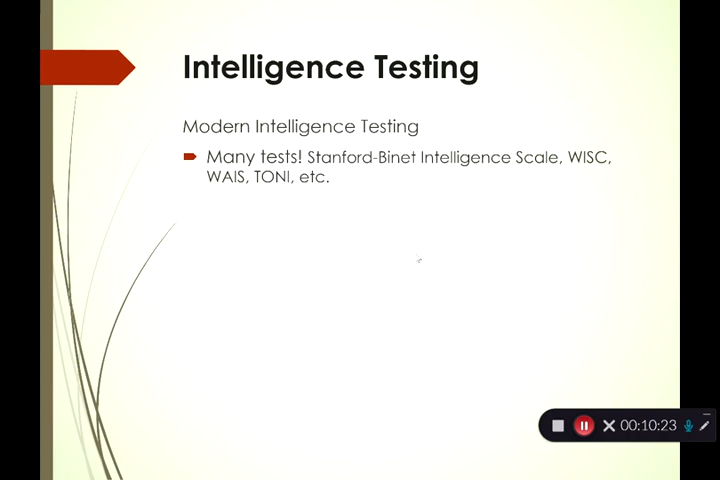 Intelligence Testing
Modern Intelligence Testing
Many tests! Stanford-Binet Intelligence Scale, WISC,
WAIS, TONI, etc.
00:10:23